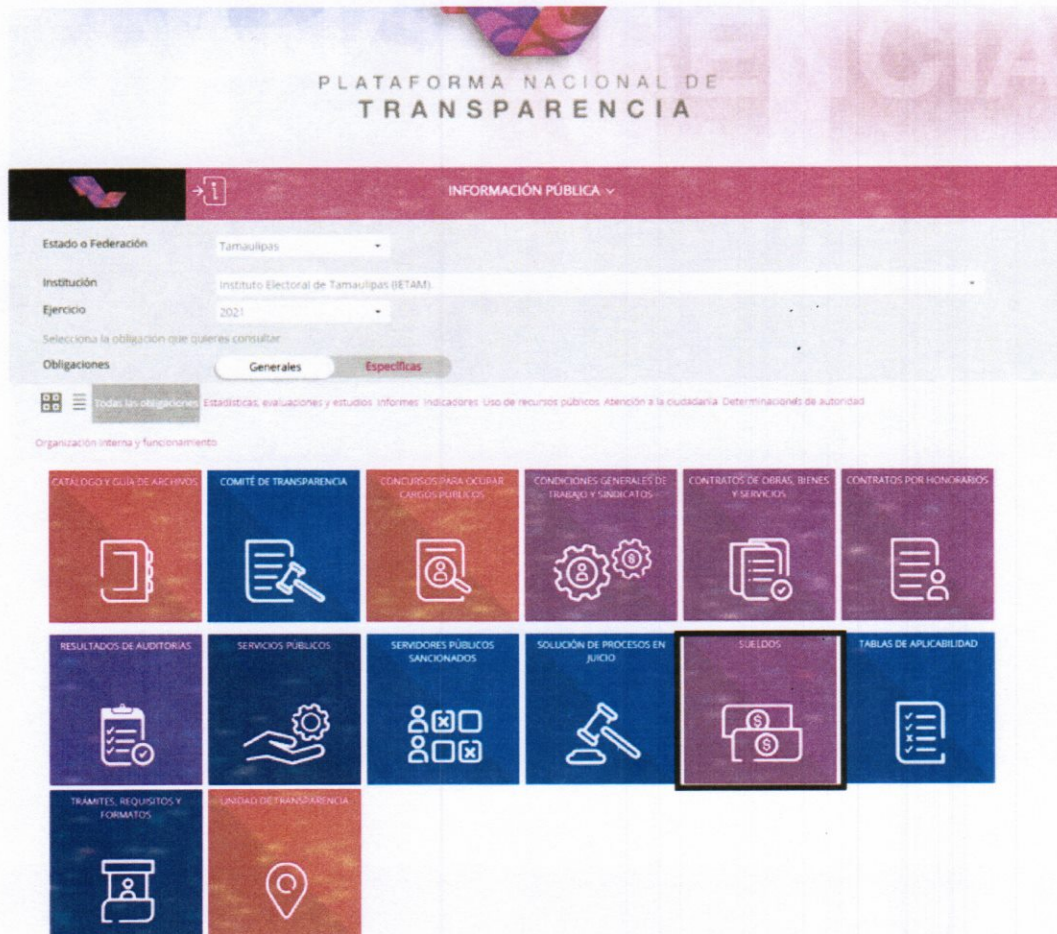 PLATAFORMA NACIONAL DE
TRANSPARENCIA
ENCIA
INFORMACIÓN PÚBLICA
Estado o Federación
Tamaulipas
Institución
Instituto Electoral de Tamaulipas (IETAM)
Ejercicio
2021
Selecciona la obligación que quieres consultar
Obligaciones
Generales
Específicas
Todas las obligaciones Estadísticas, evaluaciones y estudios Informes Indicadores Uso de recursos públicos Atención a la ciudadanía Determinaciones de autoridad
Organización interna y funcionamiento
CATÁLOGO Y GUÍA DE ARCHIVOS
COMITÉ DE TRANSPARENCIA
CONCURSOS PARA OCUPAR
CARGOS PÚBLICOS
CONDICIONES GENERALES DE
TRABAJO Y SINDICATOS
CONTRATOS DE OBRAS, BIENES
Y SERVICIOS
CONTRATOS POR HONORARIOS
RESULTADOS DE AUDITORÍAS
SERVICIOS PÚBLICOS
SERVIDORES PÚBLICOS
SANCIONADOS
SOLUCIÓN DE PROCESOS EN
JUICIO
SUELDOS
TABLAS DE APLICABILIDAD
TRÁMITES, REQUISITOS Y
FORMATOS
UNIDAD DE TRANSPARENCIA